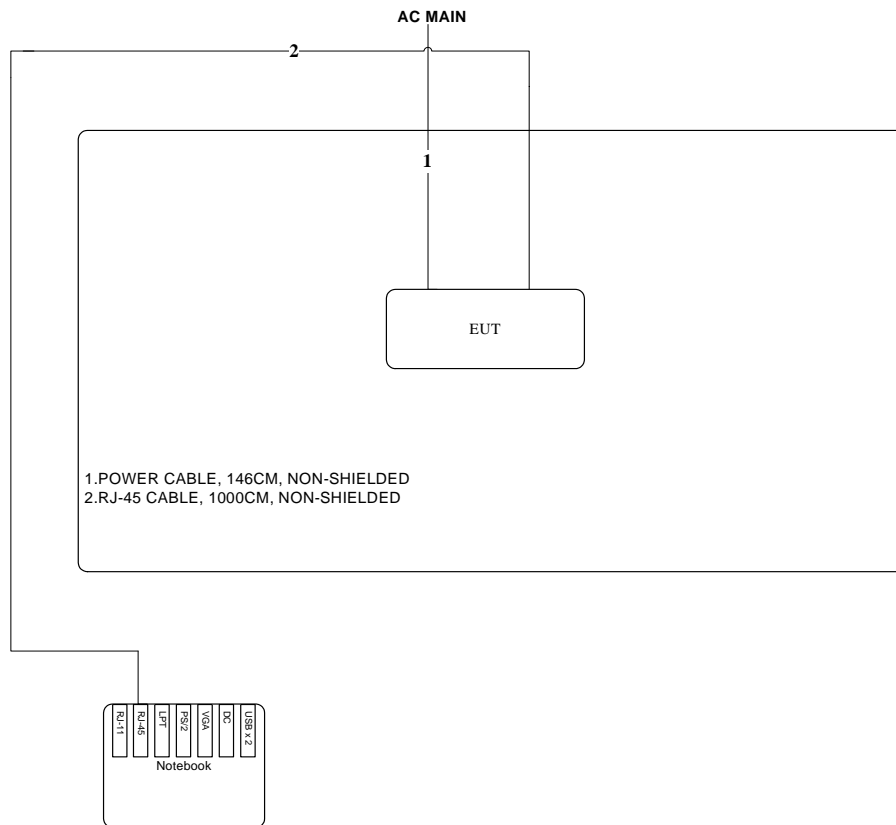 AC MAIN
2
1
EUT
1.POWER CABLE, 146CM, NON-SHIELDED
2.RJ-45 CABLE, 1000CM, NON-SHIELDED
RJ-11
RJ-45
LPT
PS/2
VGA
DC
USB x 2
Notebook